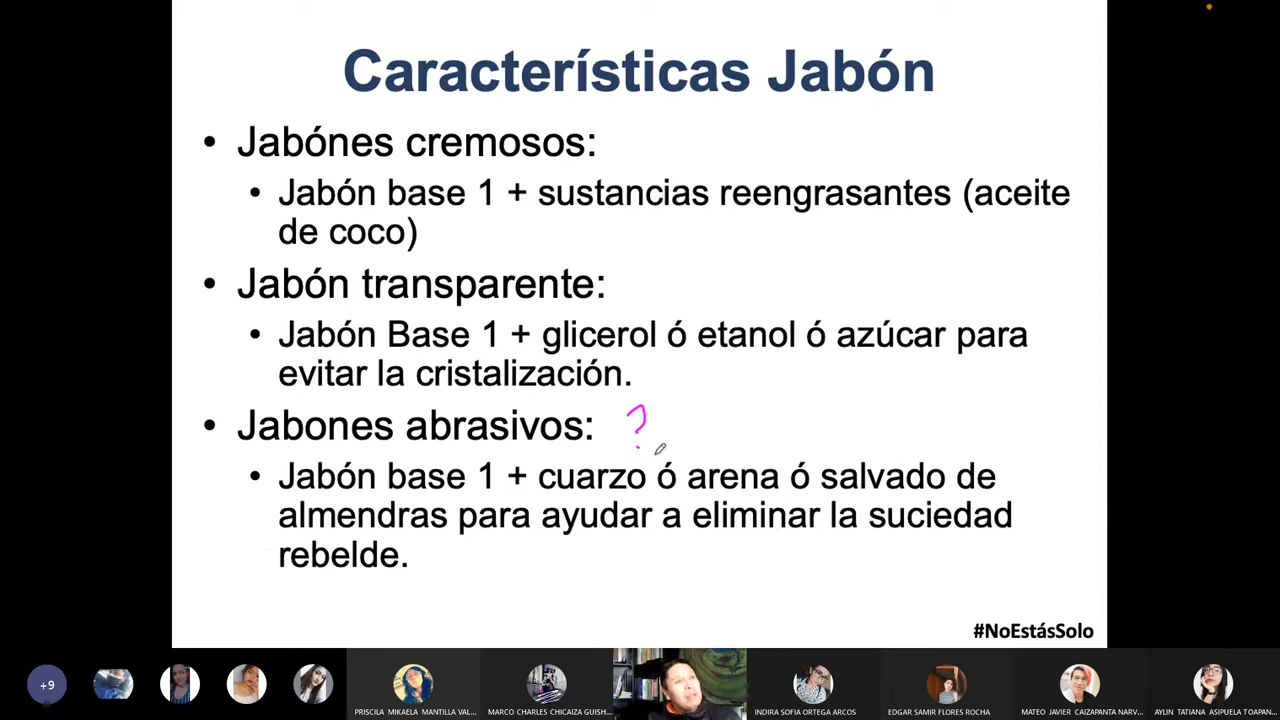 Características Jabón
• Jabónes cremosos:
• Jabón base 1 + sustancias reengrasantes (aceite
de coco)
• Jabón transparente:
• Jabón Base 1 + glicerol ó etanol ó azúcar para
evitar la cristalización.
• Jabones abrasivos: ?
• Jabón base 1 + cuarzo ó arena ó salvado de
almendras para ayudar a eliminar la suciedad
rebelde.
#NoEstásSolo
+9
PRISCILA MIKAELA MANTILLA VAL...
MARCO CHARLES CHICAIZA GUISH...
INDIRA SOFIA ORTEGA ARCOS
EDGAR SAMIR FLORES ROCHA
MATEO JAVIER CAIZAPANTA NARV...
AYLIN TATIANA ASIPUELA TOAPAN...